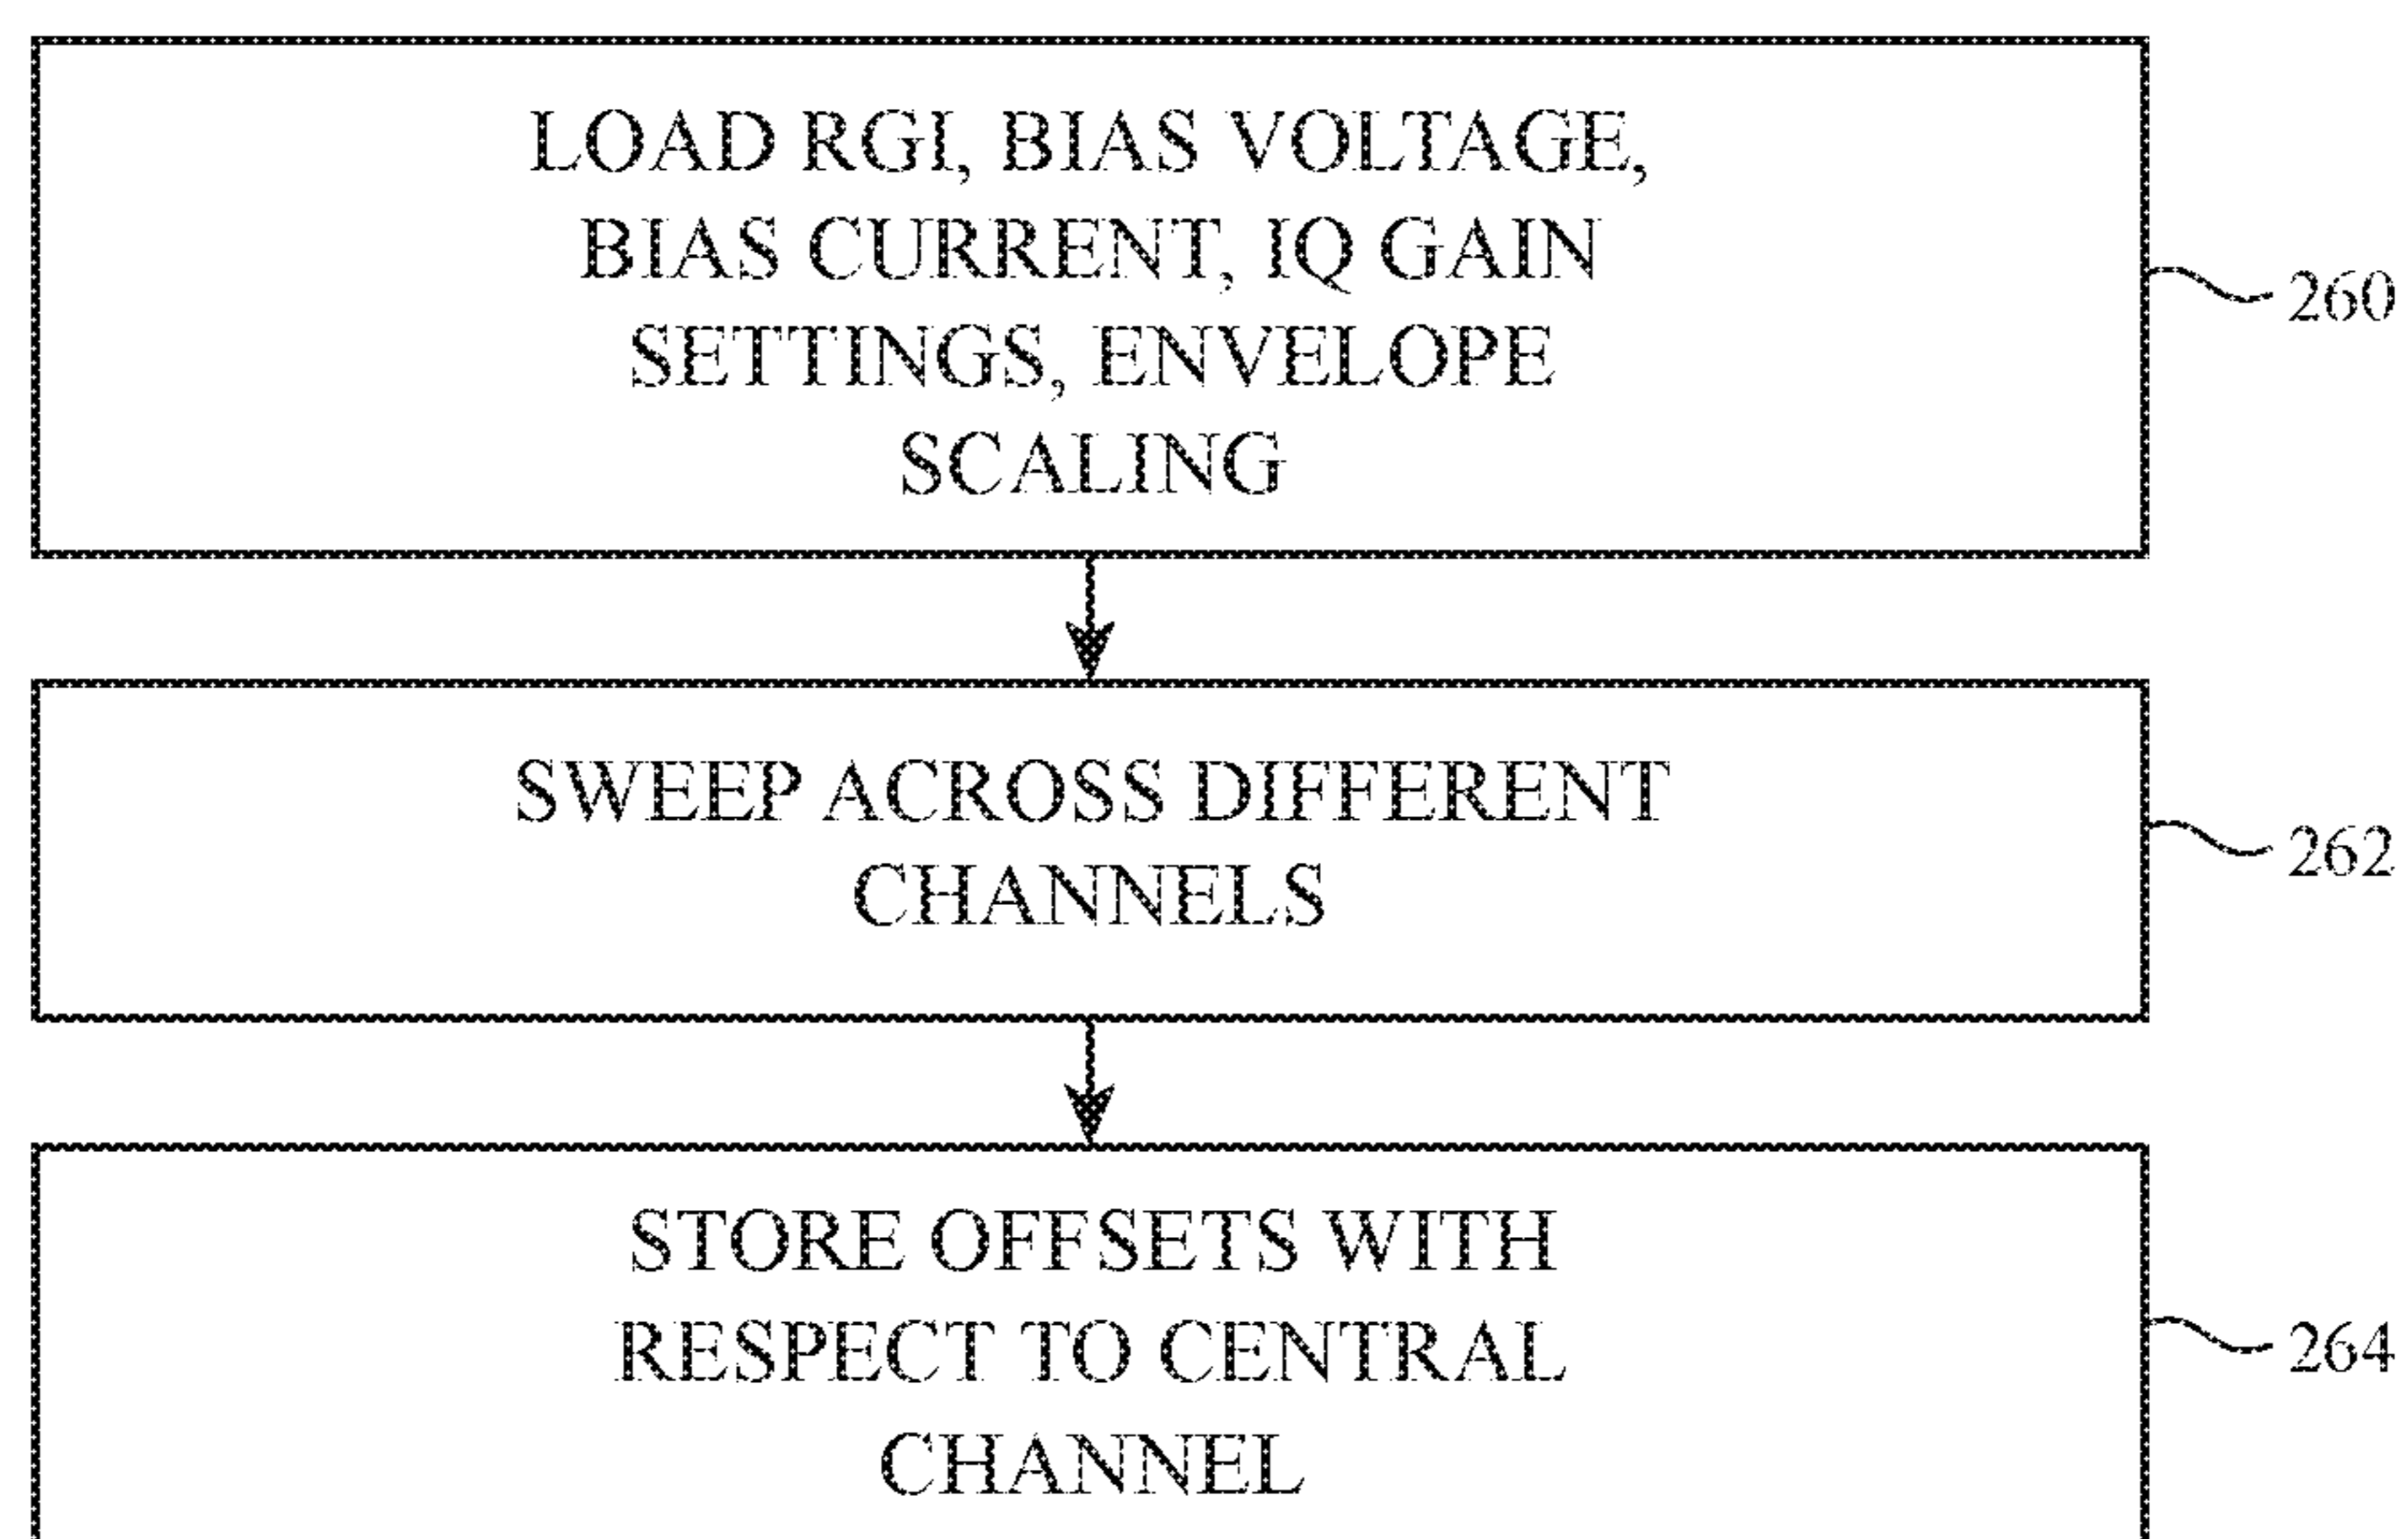 LOAD RGI, BIAS VOLTAGE,
BIAS CURRENT, IQ GAIN
SETTINGS, ENVELOPE
SCALING
260
SWEEP ACROSS DIFFERENT
CHANNELS
262
STORE OFFSETS WITH
RESPECT TO CENTRAL
CHANNEL
264